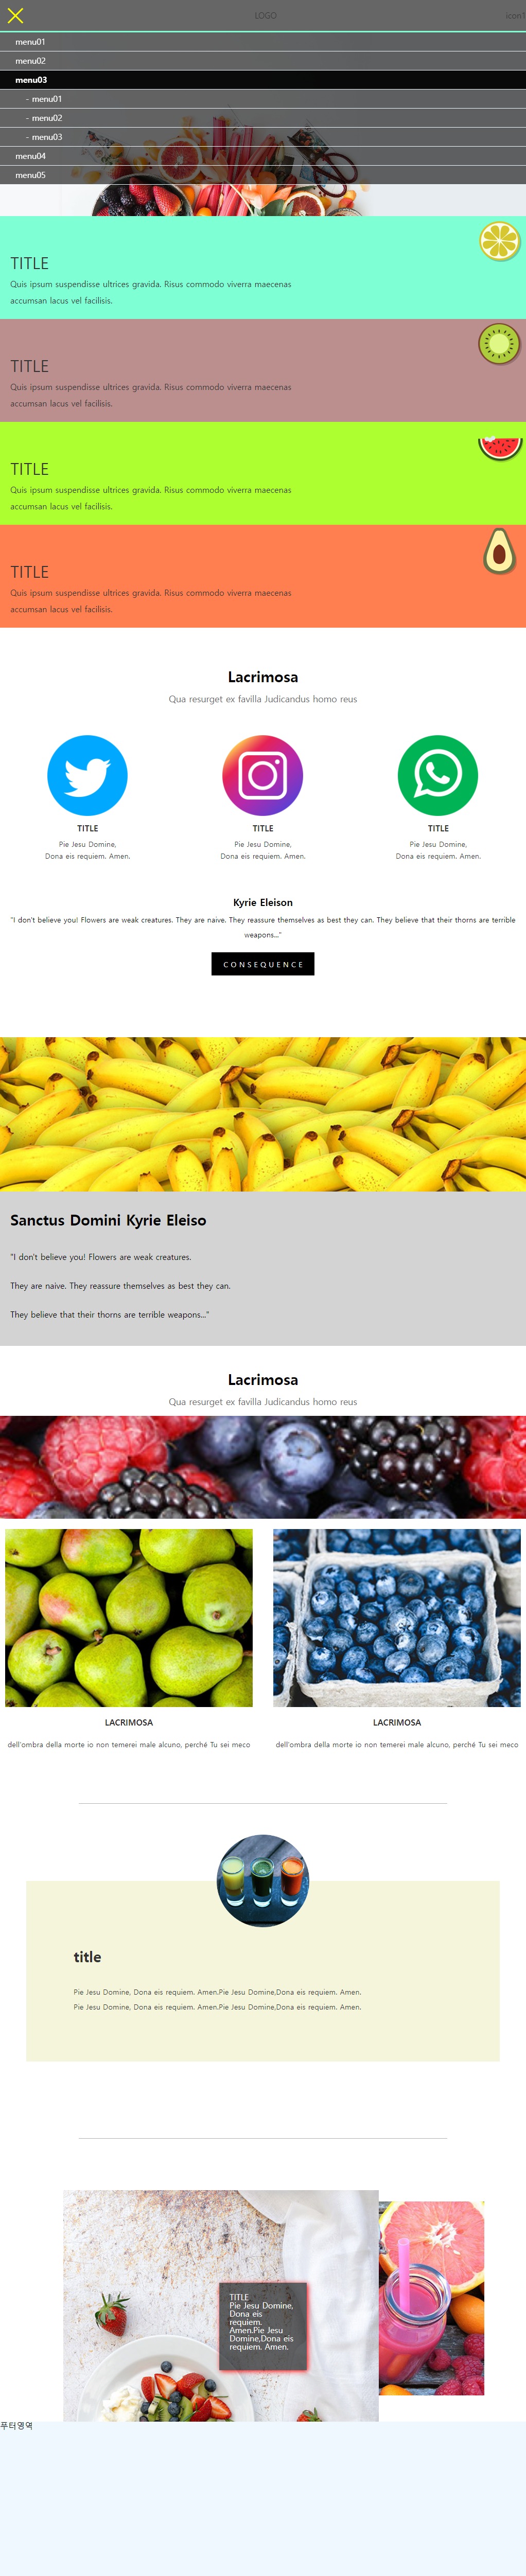 LOGO
icon1
menu01
menu02
menu03
- menu01
- menu02
- menu03
menu04
menu05
TITLE
Quis ipsum suspendisse ultrices gravida. Risus commodo viverra maecenas
accumsan lacus vel facilisis.
TITLE
Quis ipsum suspendisse ultrices gravida. Risus commodo viverra maecenas
accumsan lacus vel facilisis.
TITLE
Quis ipsum suspendisse ultrices gravida. Risus commodo viverra maecenas
accumsan lacus vel facilisis.
TITLE
Quis ipsum suspendisse ultrices gravida. Risus commodo viverra maecenas
accumsan lacus vel facilisis.
Lacrimosa
Qua resurget ex favilla Judicandus homo reus
TITLE
Pie Jesu Domine,
Dona eis requiem. Amen.
TITLE
Pie Jesu Domine,
Dona eis requiem. Amen.
TITLE
Pie Jesu Domine,
Dona eis requiem. Amen.
Kyrie Eleison
"I don't believe you! Flowers are weak creatures. They are naive. They reassure themselves as best they can. They believe that their thorns are terrible
weapons..."
CONSEQUENCE
Sanctus Domini Kyrie Eleiso
"I don't believe you! Flowers are weak creatures.
They are naive. They reassure themselves as best they can.
They believe that their thorns are terrible weapons..."
Lacrimosa
Qua resurget ex favilla Judicandus homo reus
LACRIMOSA
dell'ombra della morte io non temerei male alcuno, perché Tu sei meco
LACRIMOSA
dell'ombra della morte io non temerei male alcuno, perché Tu sei meco
title
Pie Jesu Domine, Dona eis requiem. Amen.Pie Jesu Domine,Dona eis requiem. Amen.
Pie Jesu Domine, Dona eis requiem. Amen.Pie Jesu Domine,Dona eis requiem. Amen.
TITLE
Pie Jesu Domine,
Dona eis
requiem.
Amen.Pie Jesu
Domine,Dona eis
requiem. Amen.
푸터영역